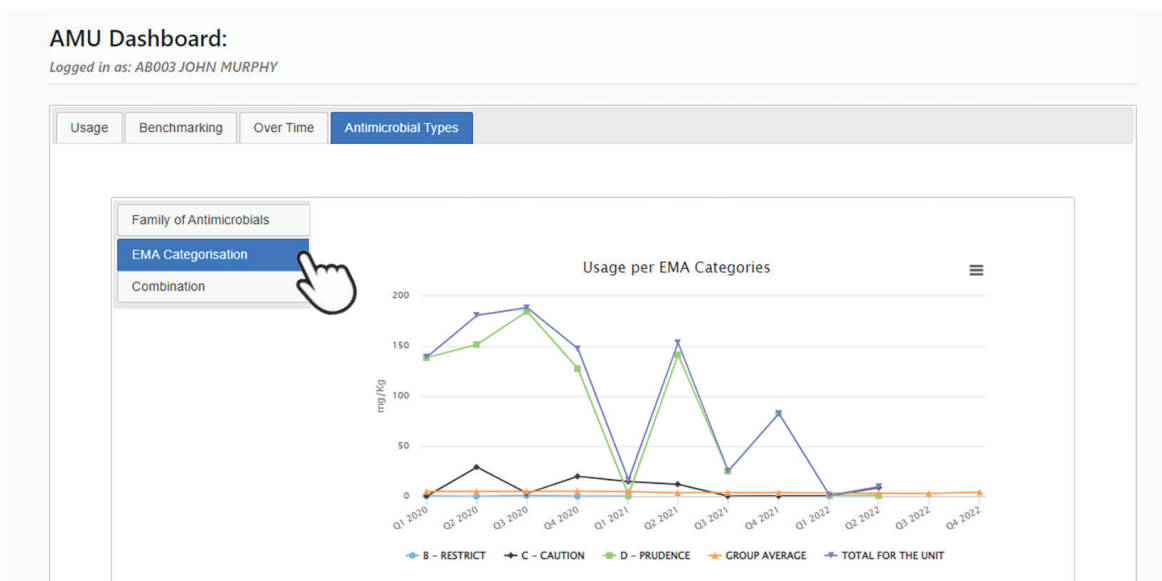 AMU Dashboard:
Logged in as: AB003 JOHN MURPHY
Usage Benchmarking Over Time Antimicrobial Types
Family of Antimicrobials
EMA Categorisation
Combination
Usage per EMA Categories
200
150
100
50
0
mg/Kg
Q1 2020 Q2 2020 Q3 2020 Q4 2020 Q1 2021 Q2 2021 Q3 2021 Q4 2021 Q1 2022 Q2 2022 Q3 2022 Q4 2022
B – RESTRICT C – CAUTION D – PRUDENCE GROUP AVERAGE TOTAL FOR THE UNIT